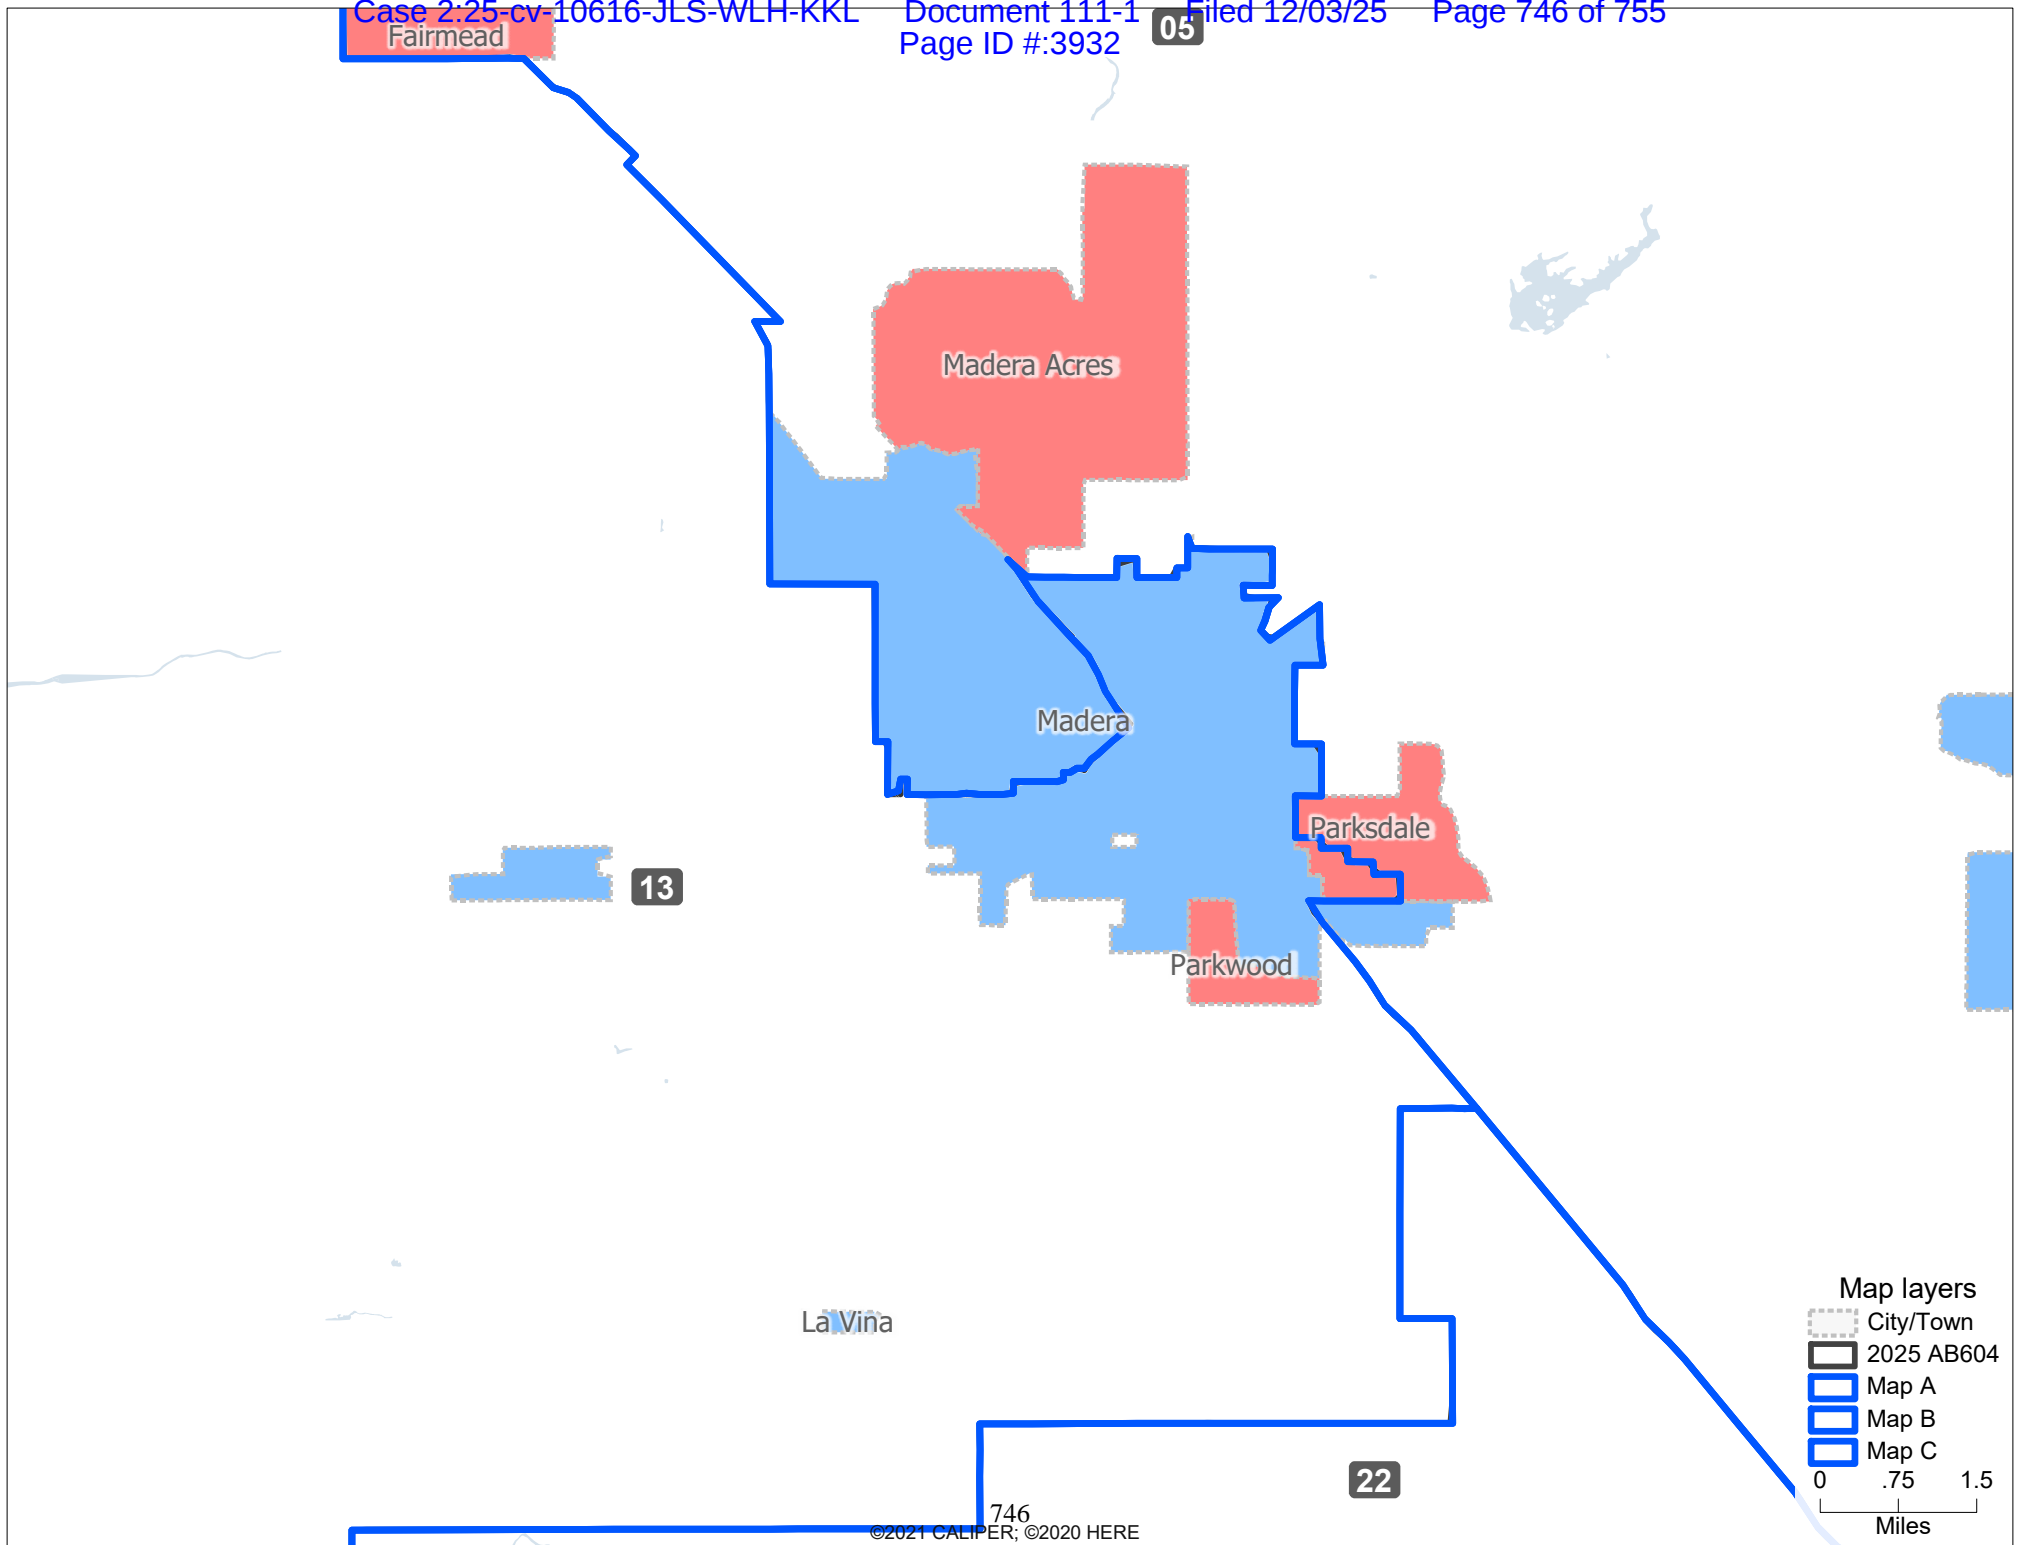 Case 2:25-cv-10616-JLS-WLH-KKL Document 111-1 Filed 12/03/25 Page 746 of 755
Page ID #:3932
05
Fairmead
Madera Acres
Madera
Parksdale
13
Parkwood
La Vina
22
Map layers
City/Town
2025 AB604
Map A
Map B
Map C
0 .75 1.5
Miles
746
©2021 CALIPER; ©2020 HERE